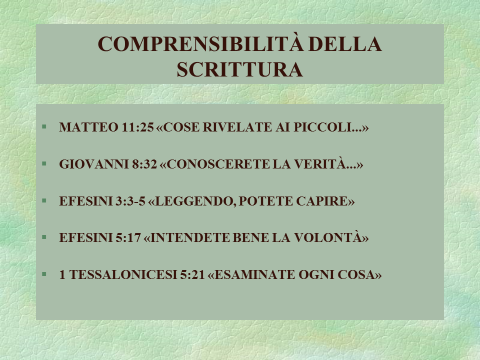 COMPRENSIBILITÀ DELLA
SCRITTURA
▪ MATTEO 11:25 «COSE RIVELATE AI PICCOLI...»
▪ GIOVANNI 8:32 «CONOSCERETE LA VERITÀ...»
▪ EFESINI 3:3-5 «LEGGENDO, POTETE CAPIRE»
▪ EFESINI 5:17 «INTENDETE BENE LA VOLONTÀ»
▪ 1 TESSALONICESI 5:21 «ESAMINATE OGNI COSA»